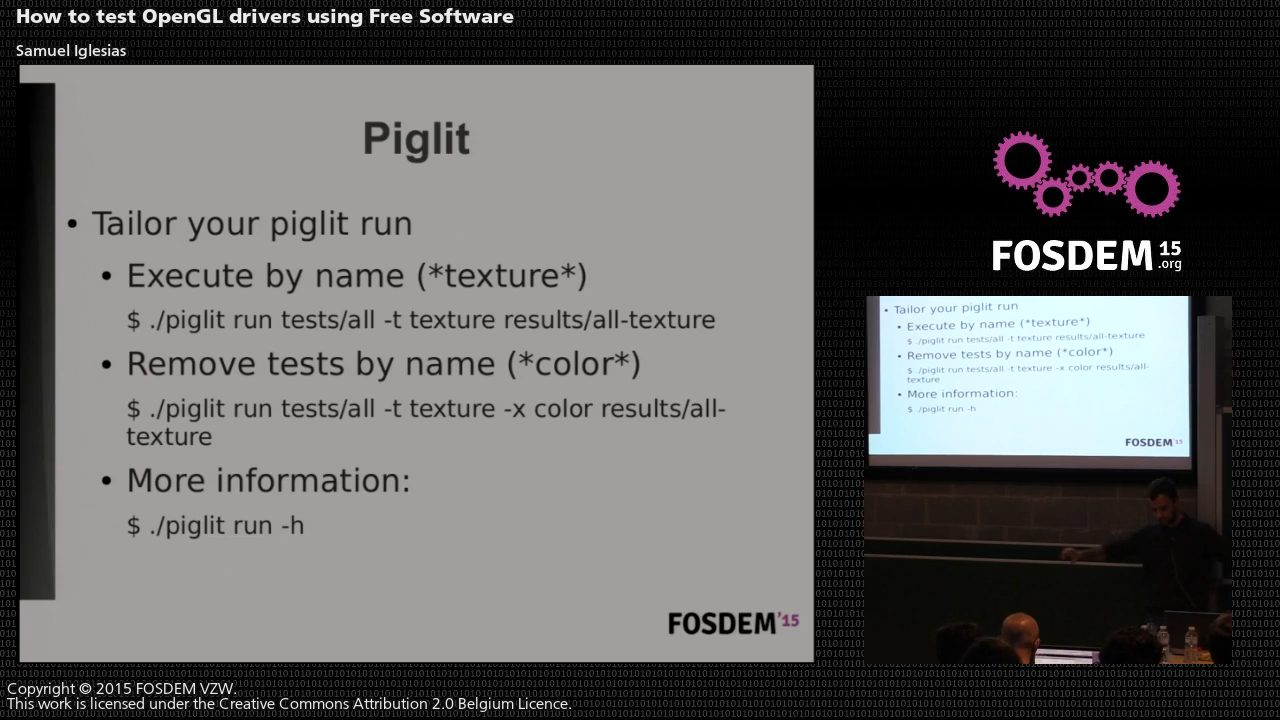 How to test OpenGL drivers using Free Software
Samuel Iglesias
Piglit
• Tailor your piglit run
• Execute by name (*texture*)
$ ./piglit run tests/all -t texture results/all-texture
• Remove tests by name (*color*)
$ ./piglit run tests/all -t texture -x color results/all-
texture
• More information:
$ ./piglit run -h
FOSDEM'15
FOSDEM 15
.org
• Tailor your piglit run
• Execute by name (*texture*)
$ ./piglit run tests/all -t texture results/all-texture
• Remove tests by name (*color*)
$ ./piglit run tests/all -t texture -x color results/all-
texture
• More information:
$ ./piglit run -h
FOSDEM'15
Copyright © 2015 FOSDEM VZW.
This work is licensed under the Creative Commons Attribution 2.0 Belgium Licence.